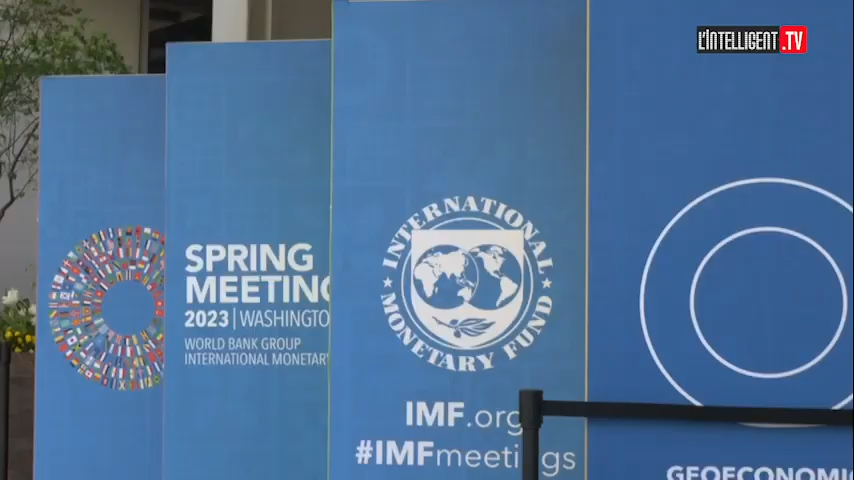 L'INTELLIGENT.TV
SPRING
MEETING
2023 | WASHINGTO
WORLD BANK GROUP
INTERNATIONAL MONETARY
INTERNATIONAL
MONETARY FUND
IMF.org
#IMFmeetings
GEOECONOMIC